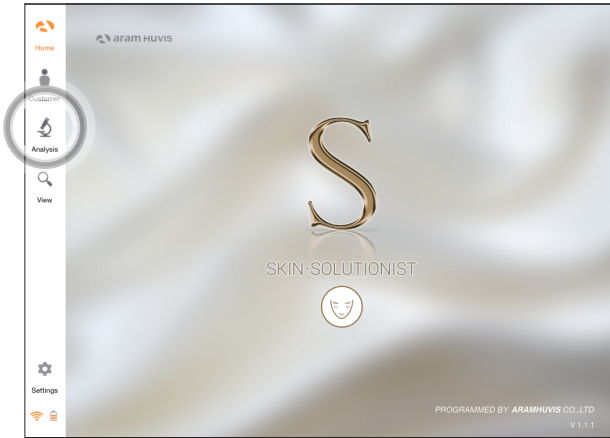 Home
Customer
Analysis
View
Settings
aram HUVIS
S
SKIN·SOLUTIONIST
PROGRAMMED BY ARAMHUVIS CO.,LTD
V 1.1.1